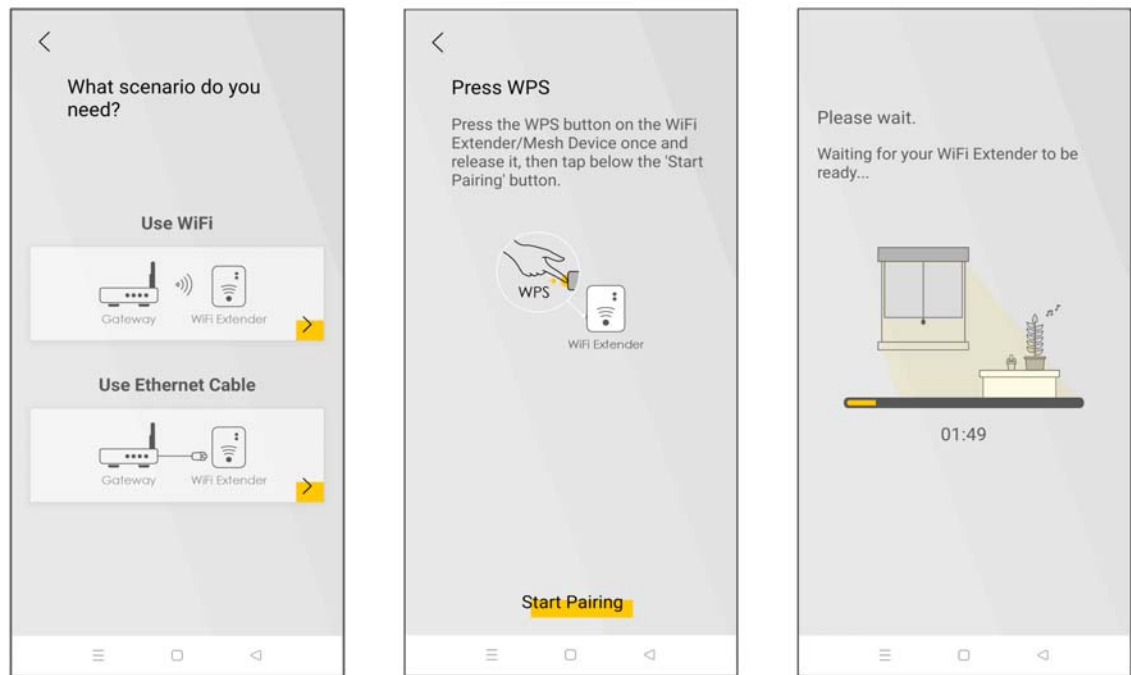 What scenario do you
need?
Use WiFi
Gateway WiFi Extender
Use Ethernet Cable
Gateway WiFi Extender
Press WPS
Press the WPS button on the WiFi
Extender/Mesh Device once and
release it, then tap below the 'Start
Pairing' button.
WPS
WiFi Extender
Start Pairing
Please wait.
Waiting for your WiFi Extender to be
ready...
01:49